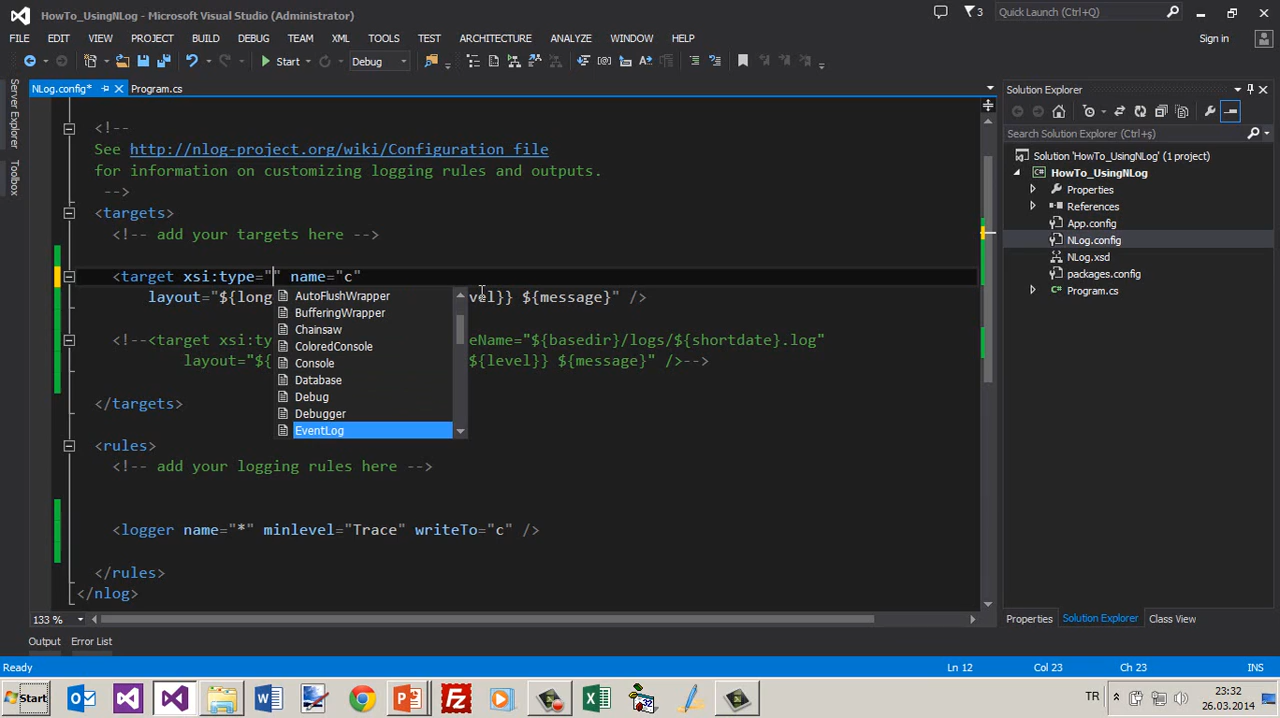 HowTo_UsingNLog - Microsoft Visual Studio (Administrator)
3
Quick Launch (Ctrl+Q)
FILE EDIT VIEW PROJECT BUILD DEBUG TEAM XML TOOLS TEST ARCHITECTURE ANALYZE WINDOW HELP
Sign in
Start
Debug
Server Explorer
Toolbox
NLog.config*
Program.cs
<!--
See http://nlog-project.org/wiki/Configuration file
for information on customizing logging rules and outputs.
-->
<targets>
<!-- add your targets here -->
<target xsi:type="" name="c"
layout="${long vel}} ${message}" />
<!--<target xsi:ty eName="${basedir}/logs/${shortdate}.log"
layout="${ ${level}} ${message}" />-->
</targets>
<rules>
<!-- add your logging rules here -->
<logger name="*" minlevel="Trace" writeTo="c" />
</rules>
</nlog>
AutoFlushWrapper
BufferingWrapper
Chainsaw
ColoredConsole
Console
Database
Debug
Debugger
EventLog
133 %
Output
Error List
Solution Explorer
Search Solution Explorer (Ctrl+ş)
Solution 'HowTo_UsingNLog' (1 project)
HowTo_UsingNLog
Properties
References
App.config
NLog.config
NLog.xsd
packages.config
Program.cs
Properties
Solution Explorer
Class View
Ready
Ln 12
Col 23
Ch 23
INS
Start
TR
23:32
26.03.2014